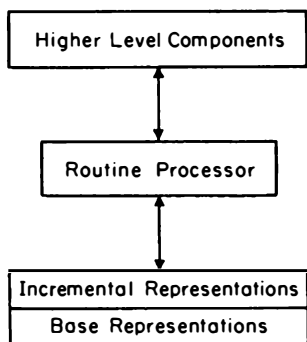 Higher Level Components
Routine Processor
Incremental Representations
Base Representations